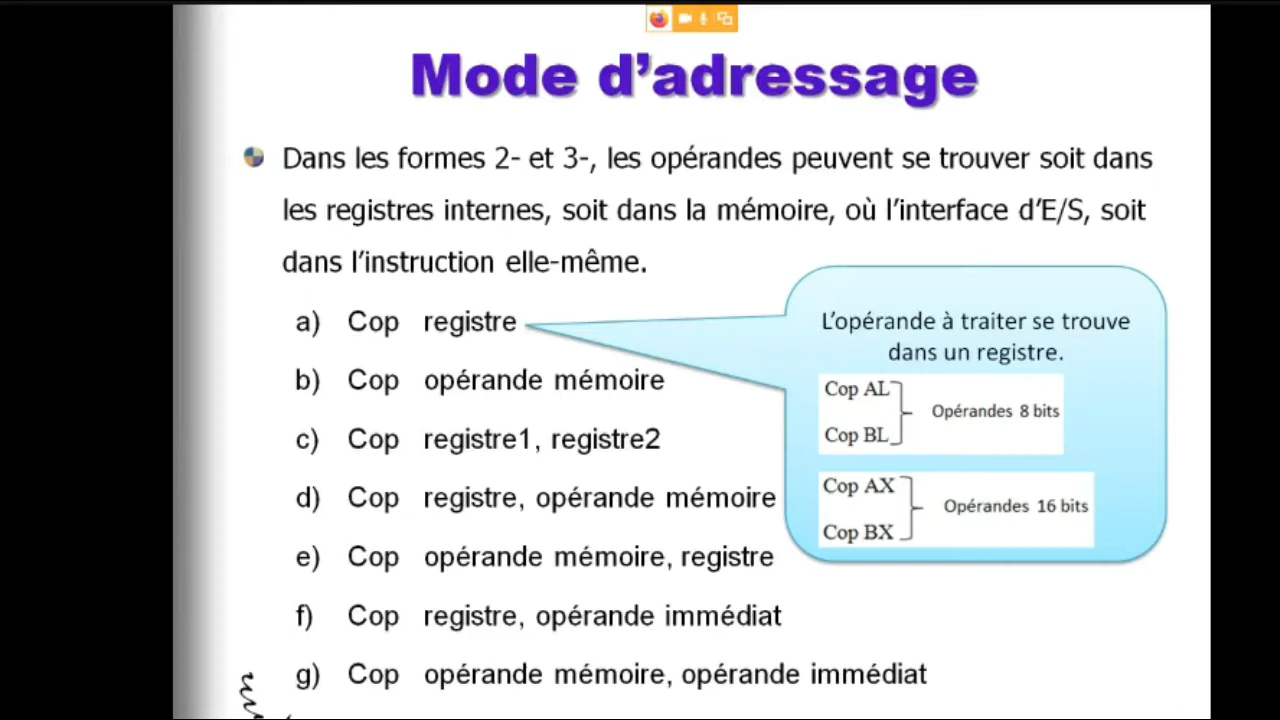 Mode d’adressage
Dans les formes 2- et 3-, les opérandes peuvent se trouver soit dans
les registres internes, soit dans la mémoire, où l’interface d’E/S, soit
dans l’instruction elle-même.
a) Cop registre
b) Cop opérande mémoire
c) Cop registre1, registre2
d) Cop registre, opérande mémoire
e) Cop opérande mémoire, registre
f) Cop registre, opérande immédiat
g) Cop opérande mémoire, opérande immédiat
L’opérande à traiter se trouve
dans un registre.
Cop AL
Opérandes 8 bits
Cop BL
Cop AX
Opérandes 16 bits
Cop BX